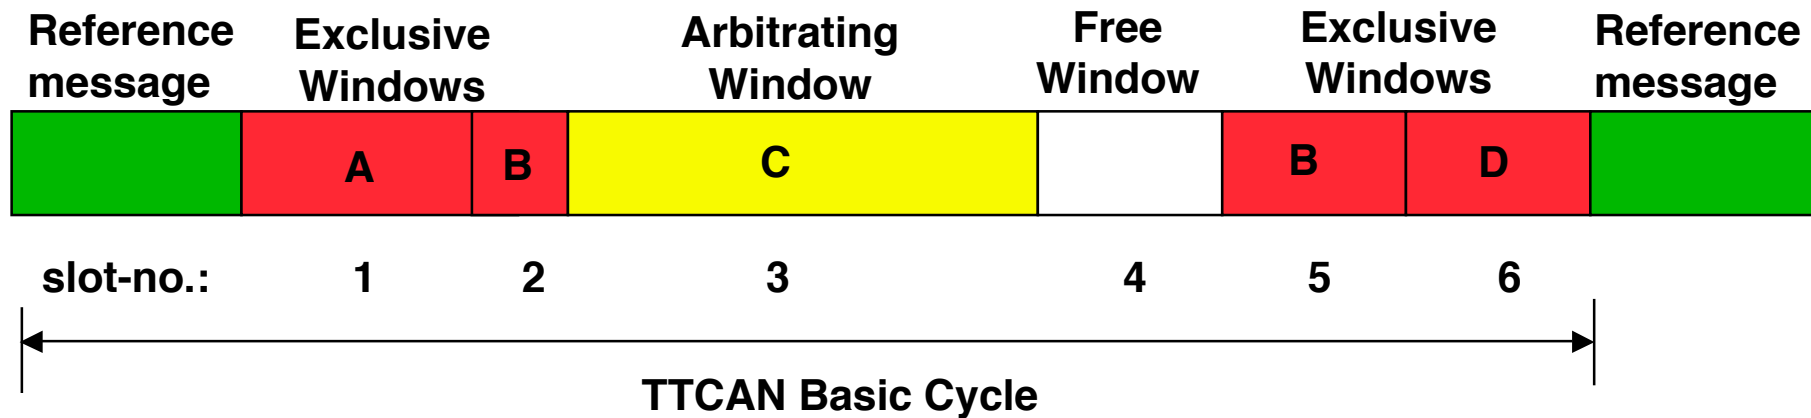 Reference
message
Exclusive
Windows
Arbitrating
Window
Free
Window
Exclusive
Windows
Reference
message
A
B
C
B
D
slot-no.: 1 2 3 4 5 6
TTCAN Basic Cycle